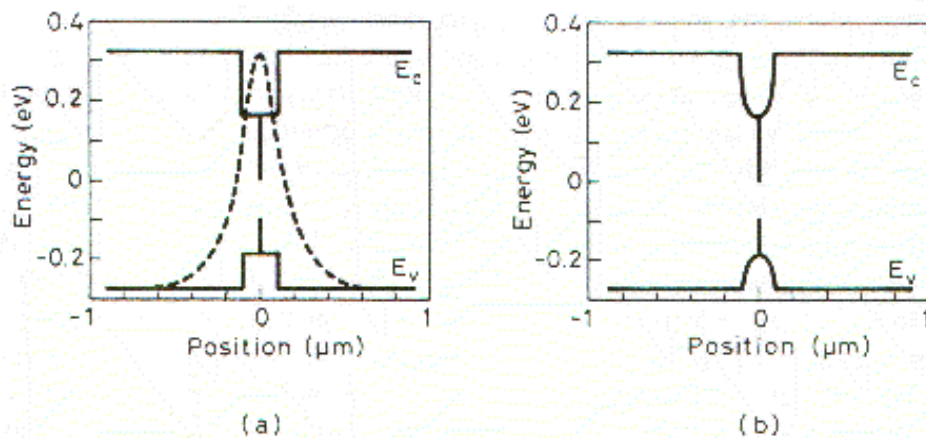 0.4
0.2
0
-0.2
Energy (eV)
E_c
E_v
-1
0
1
Position (µm)
(a)
0.4
0.2
0
-0.2
Energy (eV)
E_c
E_v
-1
0
1
Position (µm)
(b)